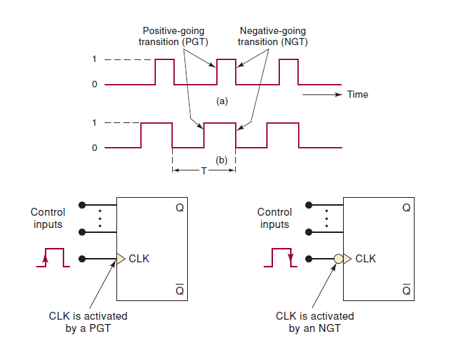 Positive-going
transition (PGT)
Negative-going
transition (NGT)
1
0
Time
(a)
1
0
(b)
T
Control
inputs
Q
CLK
Q̅
CLK is activated
by a PGT
Control
inputs
Q
CLK
Q̅
CLK is activated
by an NGT